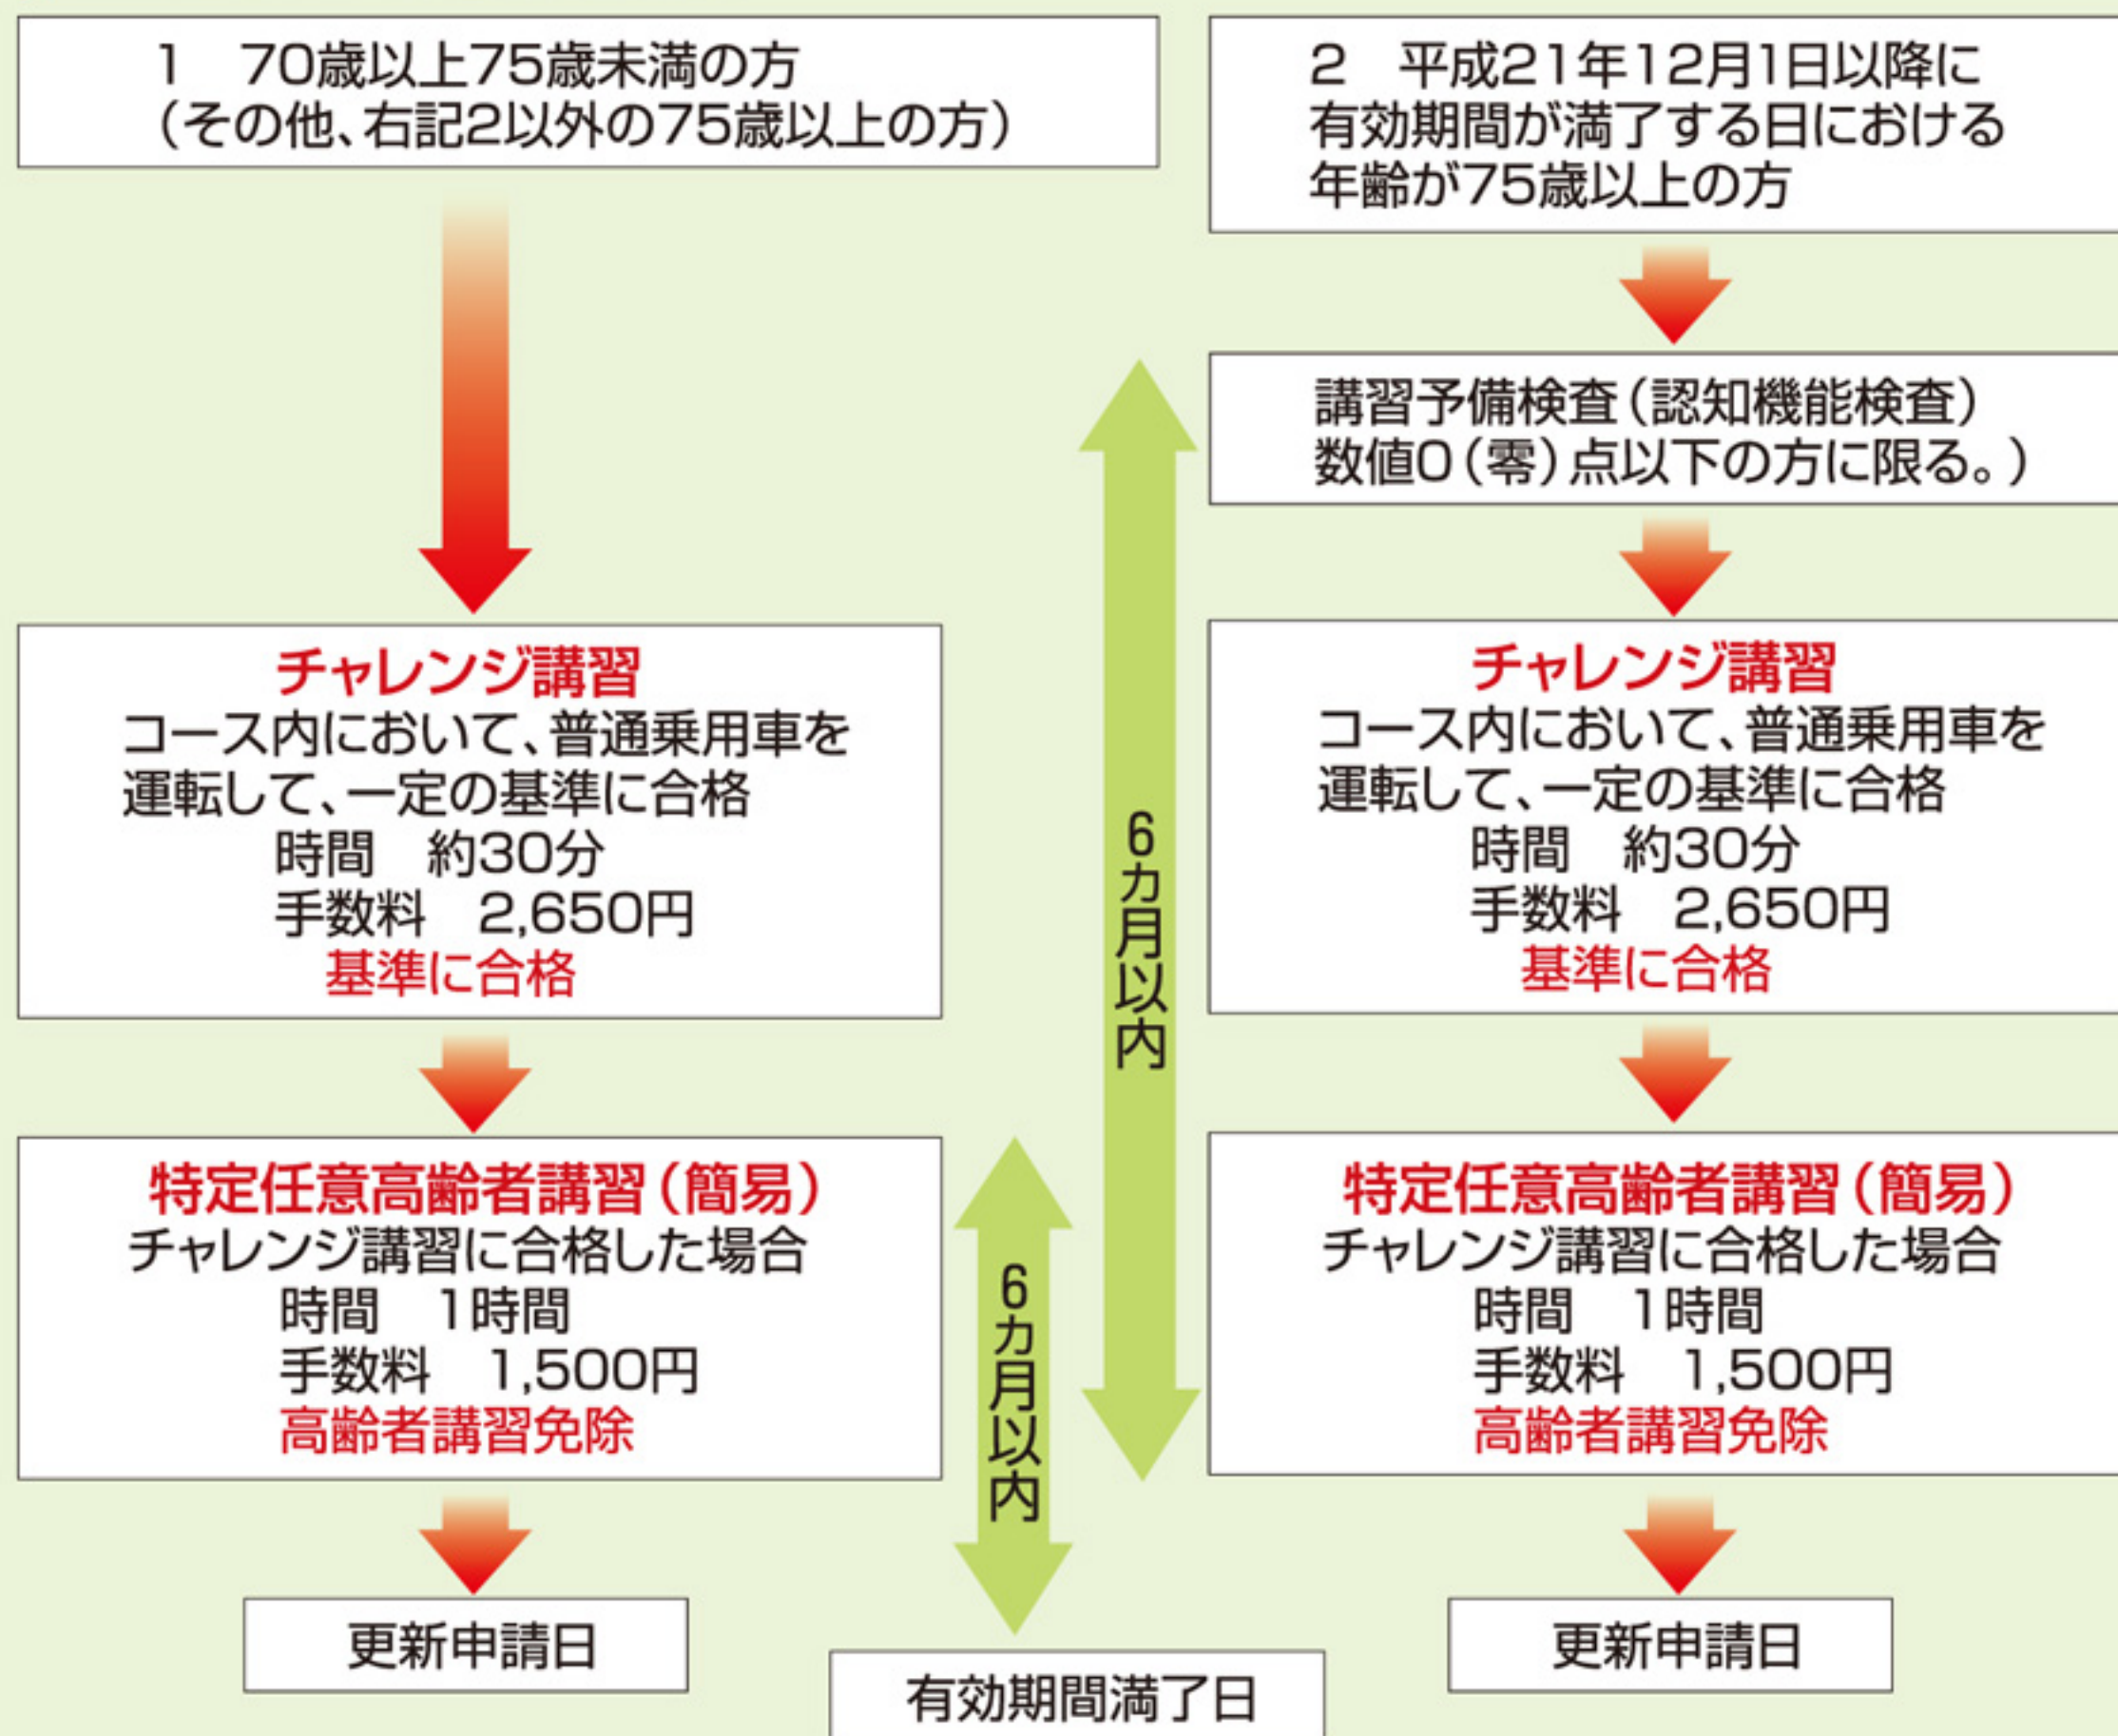 1　70歳以上75歳未満の方
（その他、右記2以外の75歳以上の方）
チャレンジ講習
コース内において、普通乗用車を
運転して、一定の基準に合格
時間　約30分
手数料　2,650円
基準に合格
特定任意高齢者講習（簡易）
チャレンジ講習に合格した場合
時間　1時間
手数料　1,500円
高齢者講習免除
更新申請日
6カ月以内
有効期間満了日
6カ月以内
2　平成21年12月1日以降に
有効期間が満了する日における
年齢が75歳以上の方
講習予備検査（認知機能検査）
数値0（零）点以下の方に限る。）
チャレンジ講習
コース内において、普通乗用車を
運転して、一定の基準に合格
時間　約30分
手数料　2,650円
基準に合格
特定任意高齢者講習（簡易）
チャレンジ講習に合格した場合
時間　1時間
手数料　1,500円
高齢者講習免除
更新申請日